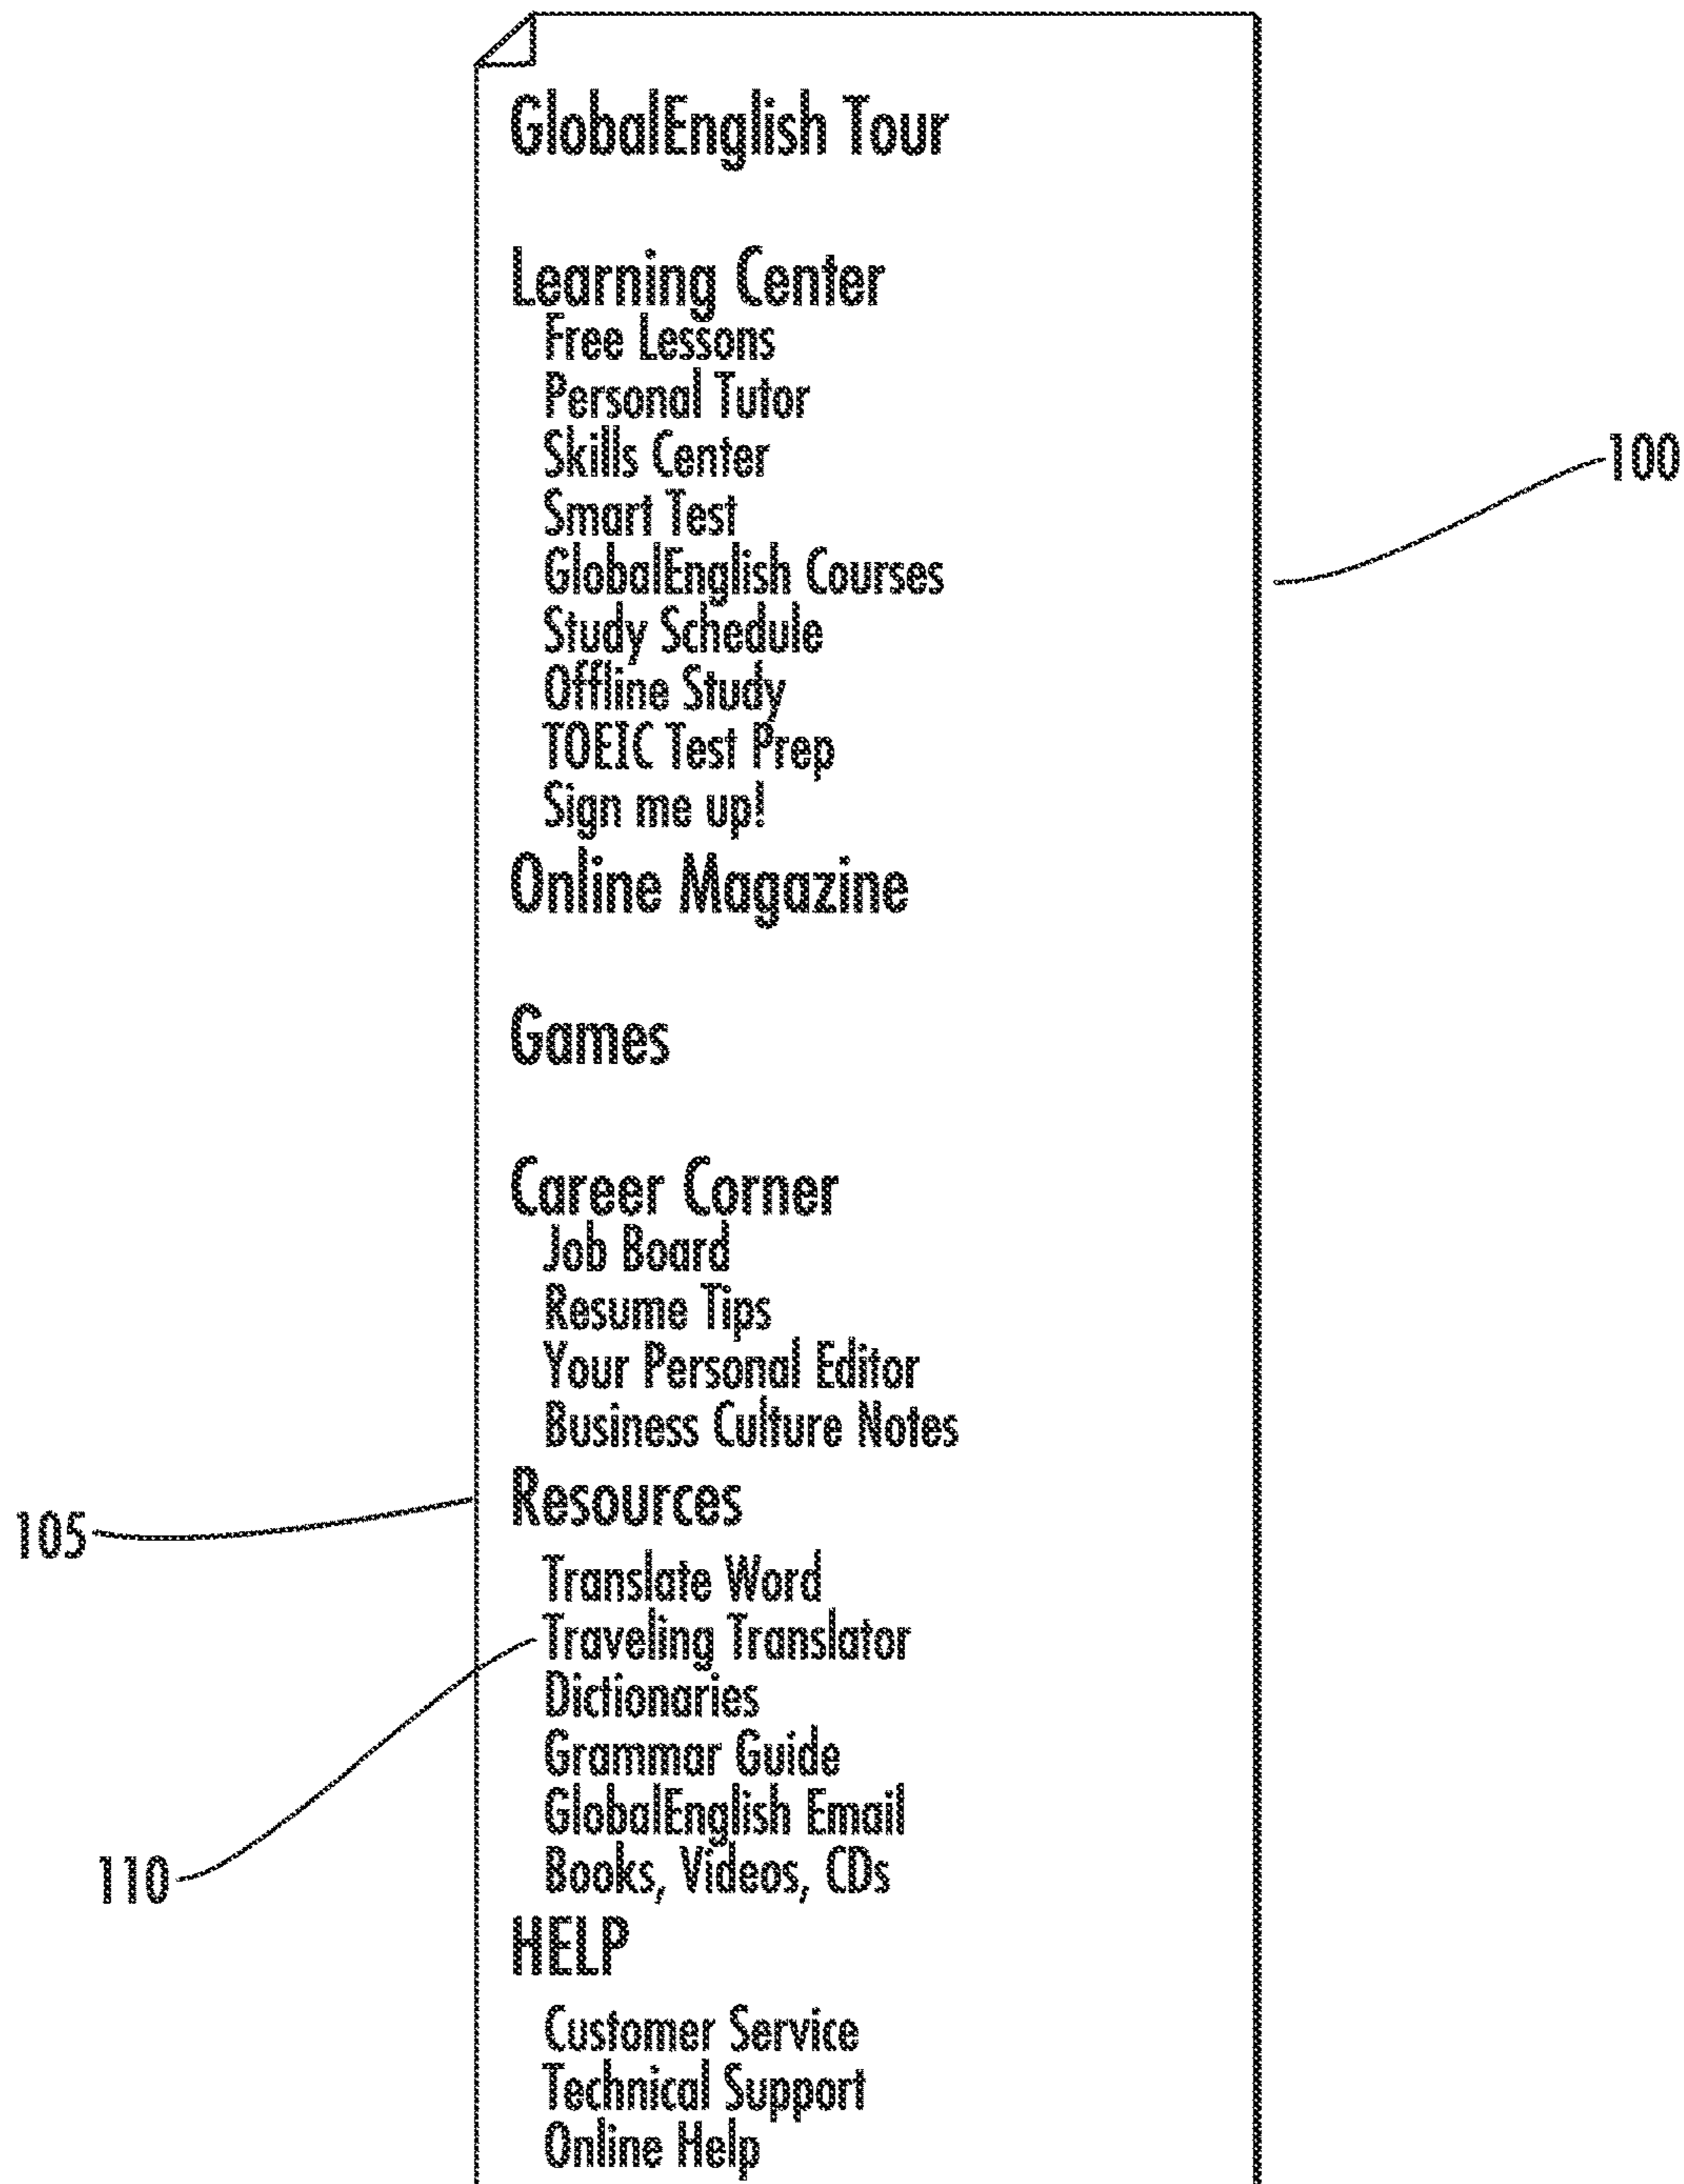 GlobalEnglish Tour
Learning Center
Free Lessons
Personal Tutor
Skills Center
100
Smart Test
GlobalEnglish Courses
Study Schedule
Offline Study
TOEIC Test Prep
Sign me up!
Online Magazine
Games
Career Corner
Job Board
Resume Tips
Your Personal Editor
Business Culture Notes
Resources
105
Translate Word
Traveling Translator
Dictionaries
Grammar Guide
GlobalEnglish Email
Books, Videos, CDs
110
HELP
Customer Service
Technical Support
Online Help